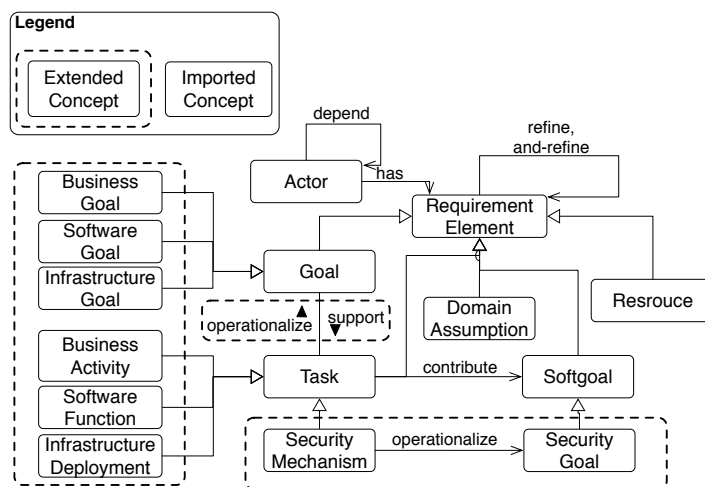 Legend
Extended
Concept
Imported
Concept
depend
refine,
and-refine
Actor
has
Requirement
Element
Business
Goal
Software
Goal
Infrastructure
Goal
Goal
Resrouce
Domain
Assumption
operationalize
support
Business
Activity
Software
Function
Infrastructure
Deployment
Task
contribute
Softgoal
Security
Mechanism
operationalize
Security
Goal